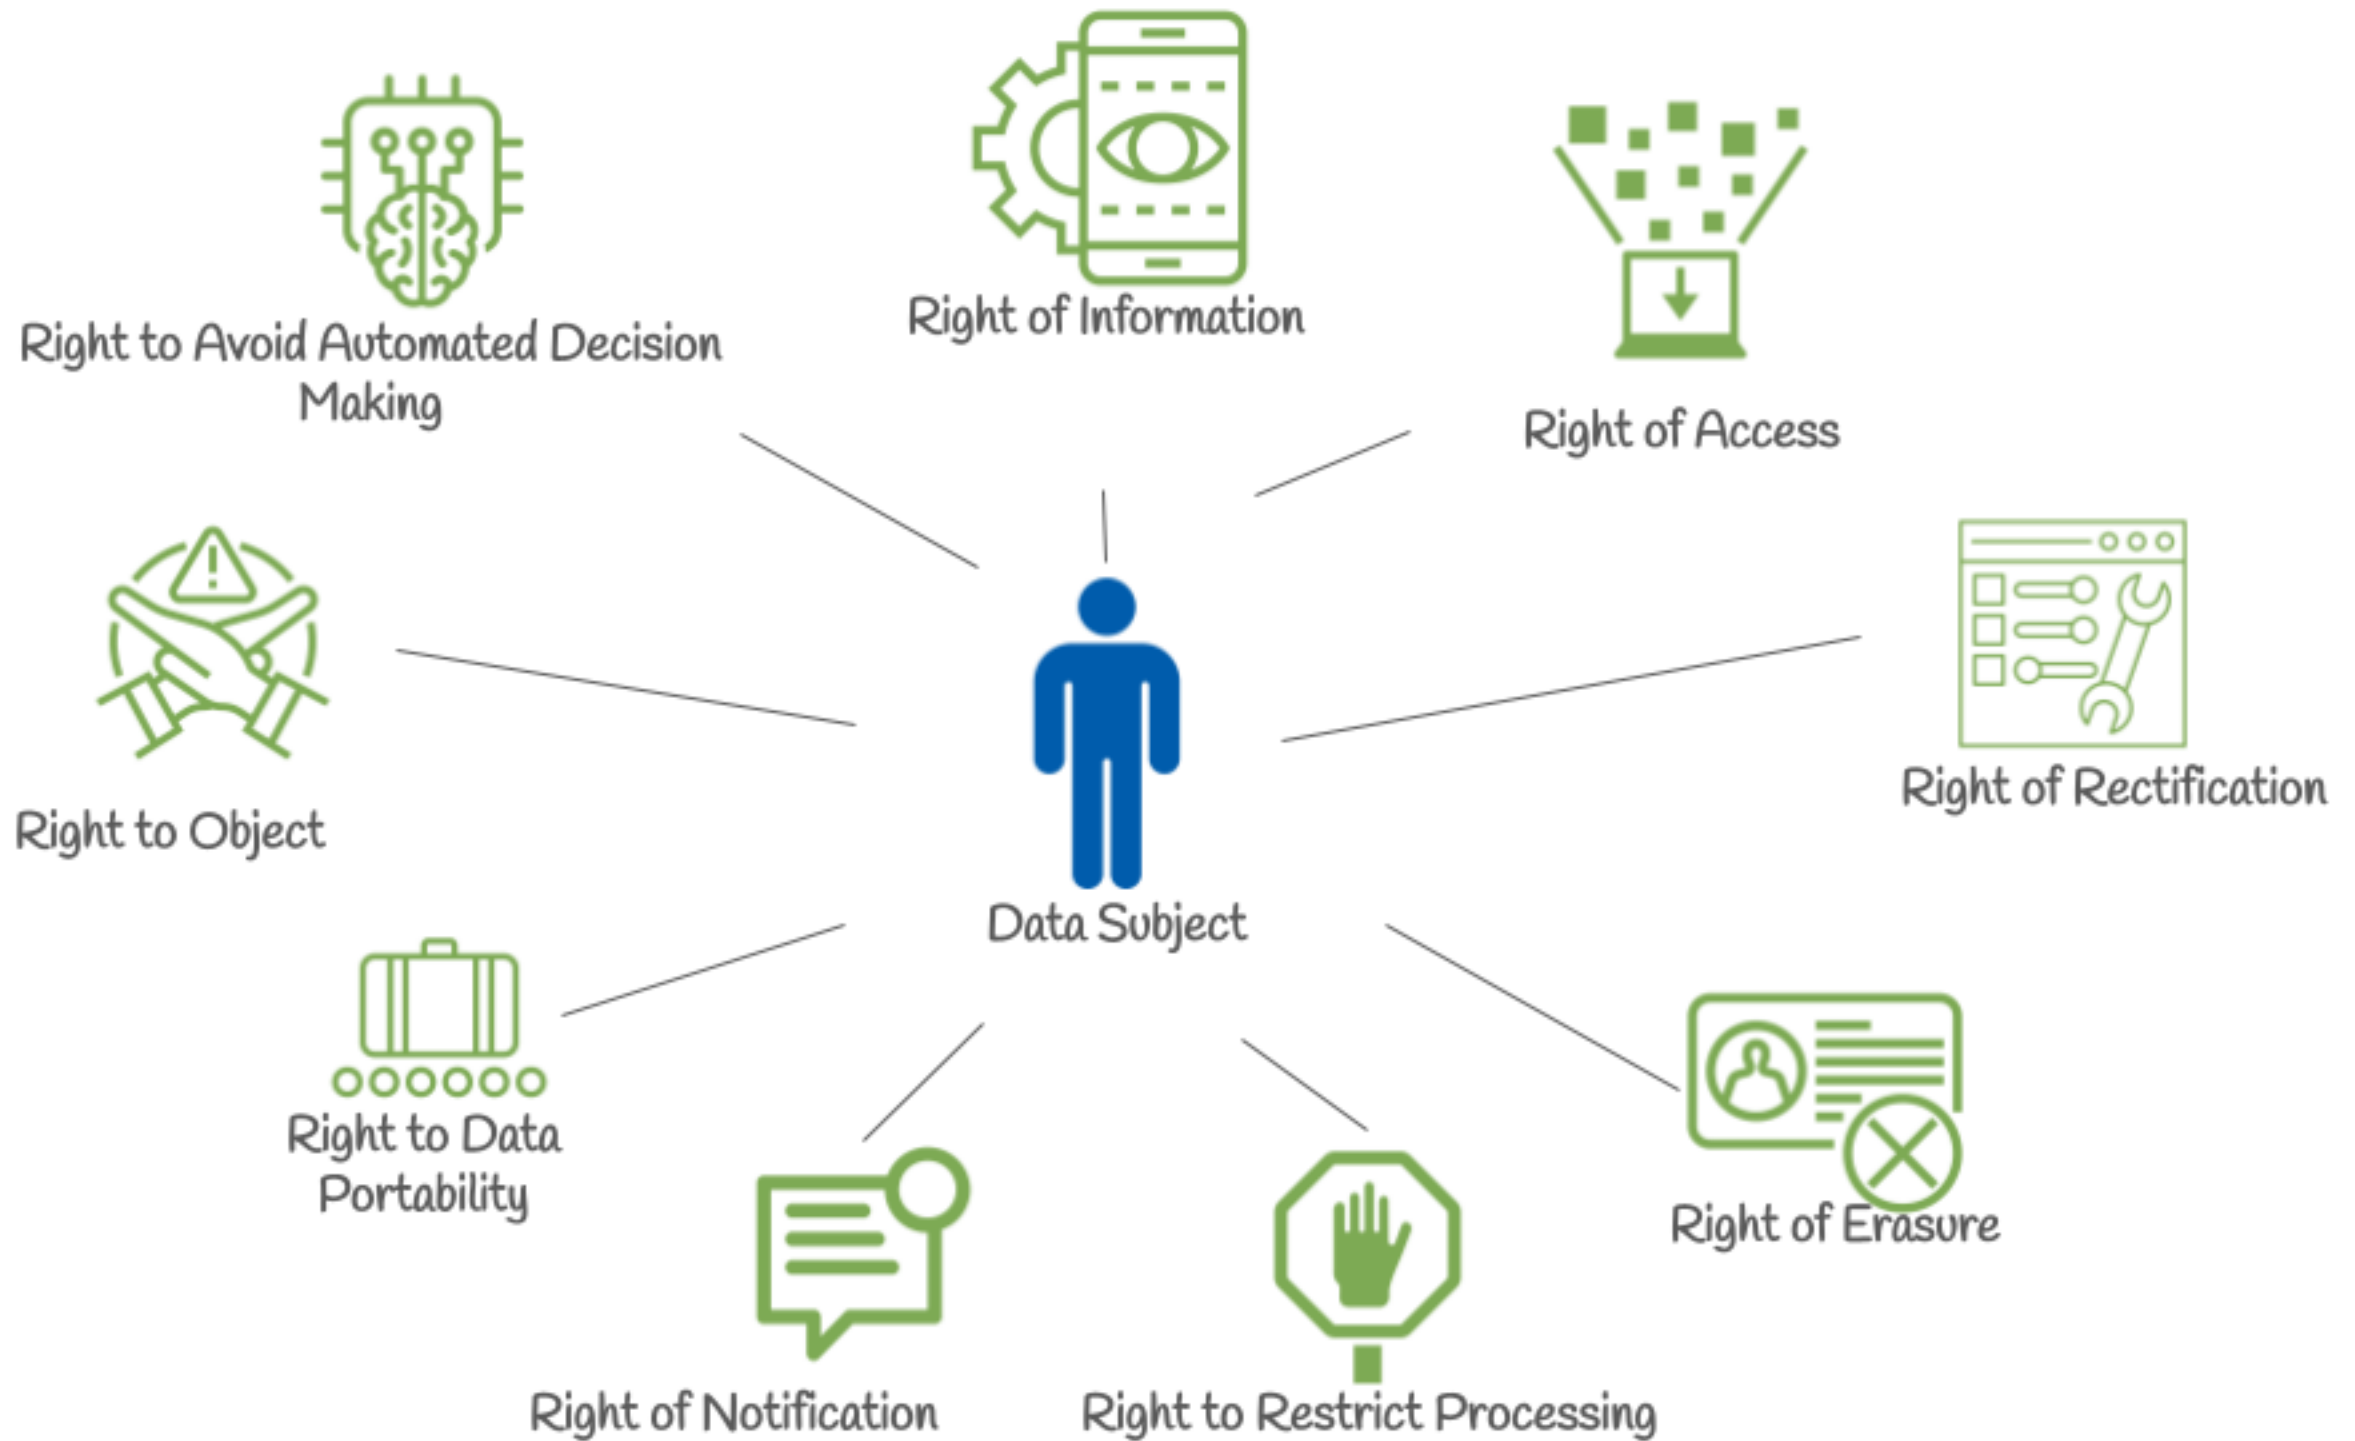 Right of Information
Right to Avoid Automated Decision
Making
Right of Access
Right of Rectification
Right to Object
Data Subject
Right to Data
Portability
Right of Erasure
Right of Notification
Right to Restrict Processing